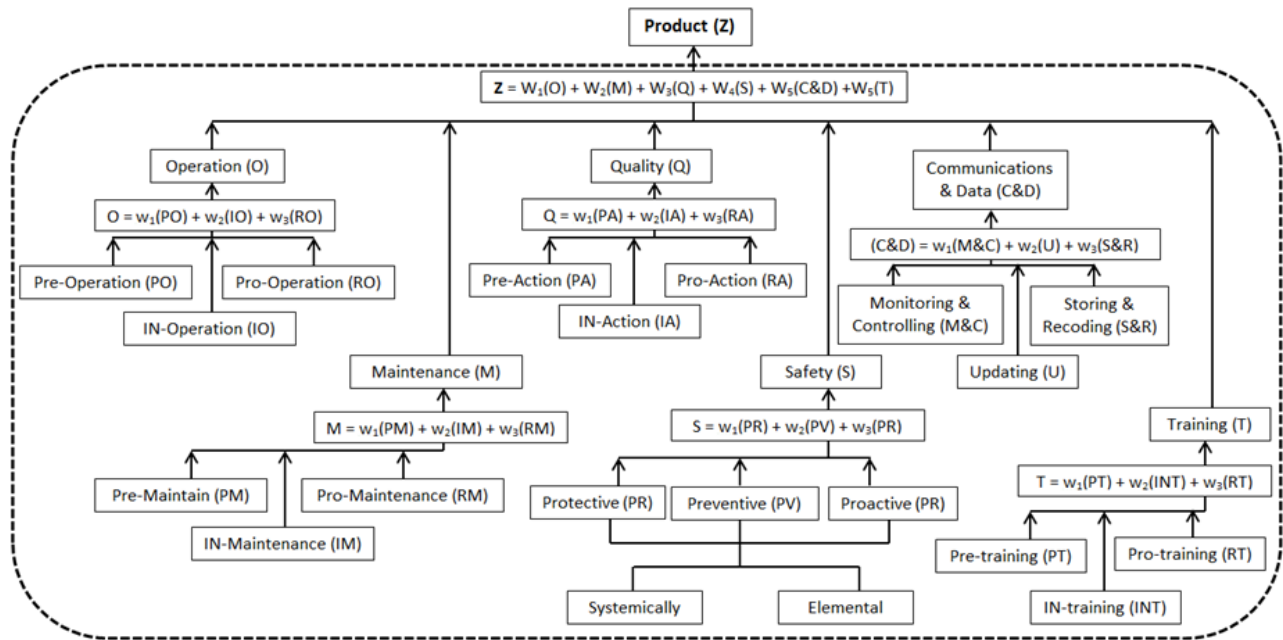 Product (Z)
Z = W₁(O) + W₂(M) + W₃(Q) + W₄(S) + W₅(C&D) +W₅(T)
Operation (O)
Quality (Q)
Communications
& Data (C&D)
O = w₁(PO) + w₂(IO) + w₃(RO)
Q = w₁(PA) + w₂(IA) + w₃(RA)
(C&D) = w₁(M&C) + w₂(U) + w₃(S&R)
Pre-Operation (PO)
Pro-Operation (RO)
IN-Operation (IO)
Pre-Action (PA)
Pro-Action (RA)
IN-Action (IA)
Monitoring &
Controlling (M&C)
Storing &
Recoding (S&R)
Updating (U)
Maintenance (M)
Safety (S)
Training (T)
M = w₁(PM) + w₂(IM) + w₃(RM)
S = w₁(PR) + w₂(PV) + w₃(PR)
T = w₁(PT) + w₂(INT) + w₃(RT)
Pre-Maintain (PM)
Pro-Maintenance (RM)
IN-Maintenance (IM)
Protective (PR)
Preventive (PV)
Proactive (PR)
Systemically
Elemental
Pre-training (PT)
Pro-training (RT)
IN-training (INT)